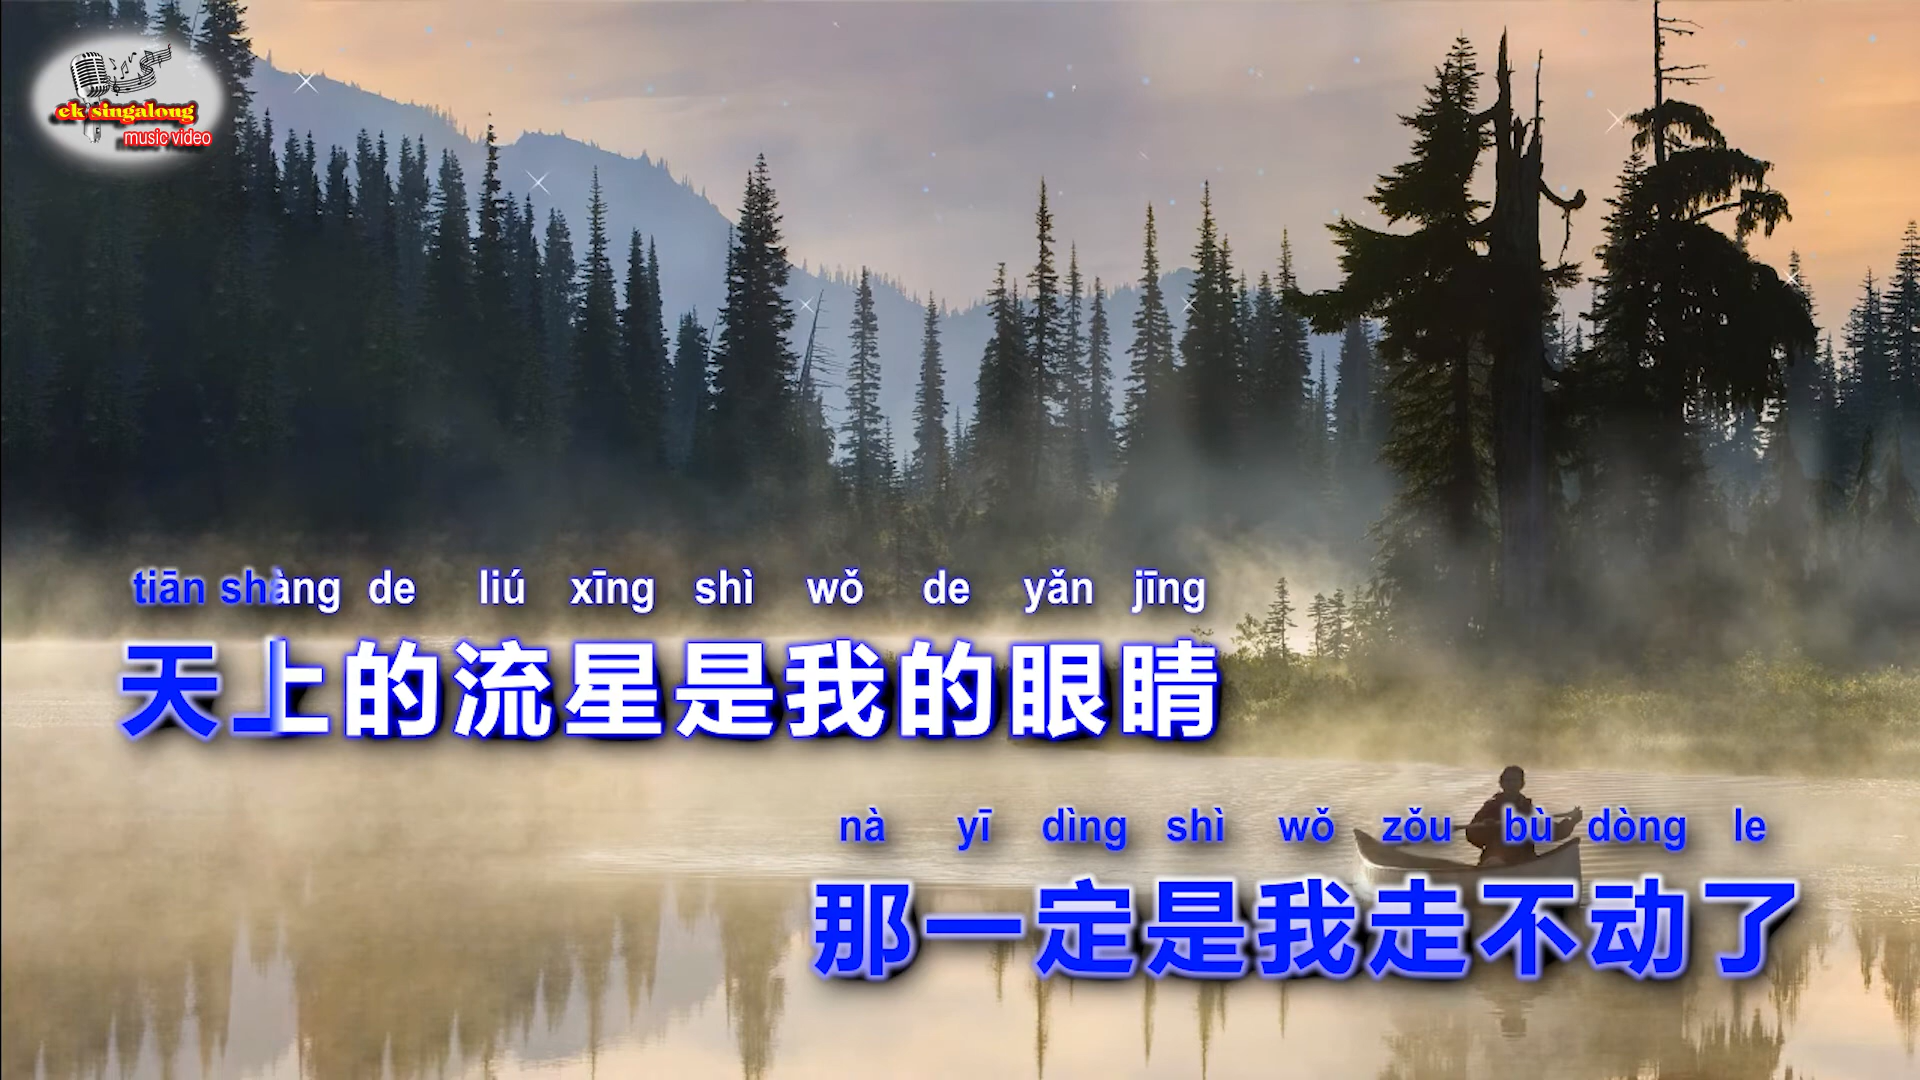 ck singalong
music video
tiān shàng de liú xīng shì wǒ de yǎn jīng
天上的流星是我的眼睛
nà yī dìng shì wǒ zǒu bù dòng le
那一定是我走不动了